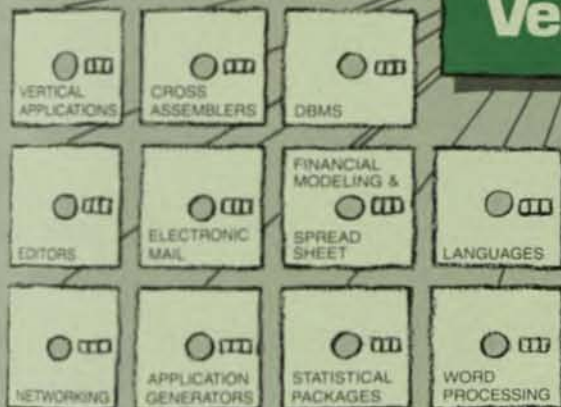 Ve
VERTICAL
APPLICATIONS
CROSS
ASSEMBLERS
DBMS
EDITORS
ELECTRONIC
MAIL
FINANCIAL
MODELING &
SPREAD
SHEET
LANGUAGES
NETWORKING
APPLICATION
GENERATORS
STATISTICAL
PACKAGES
WORD
PROCESSING